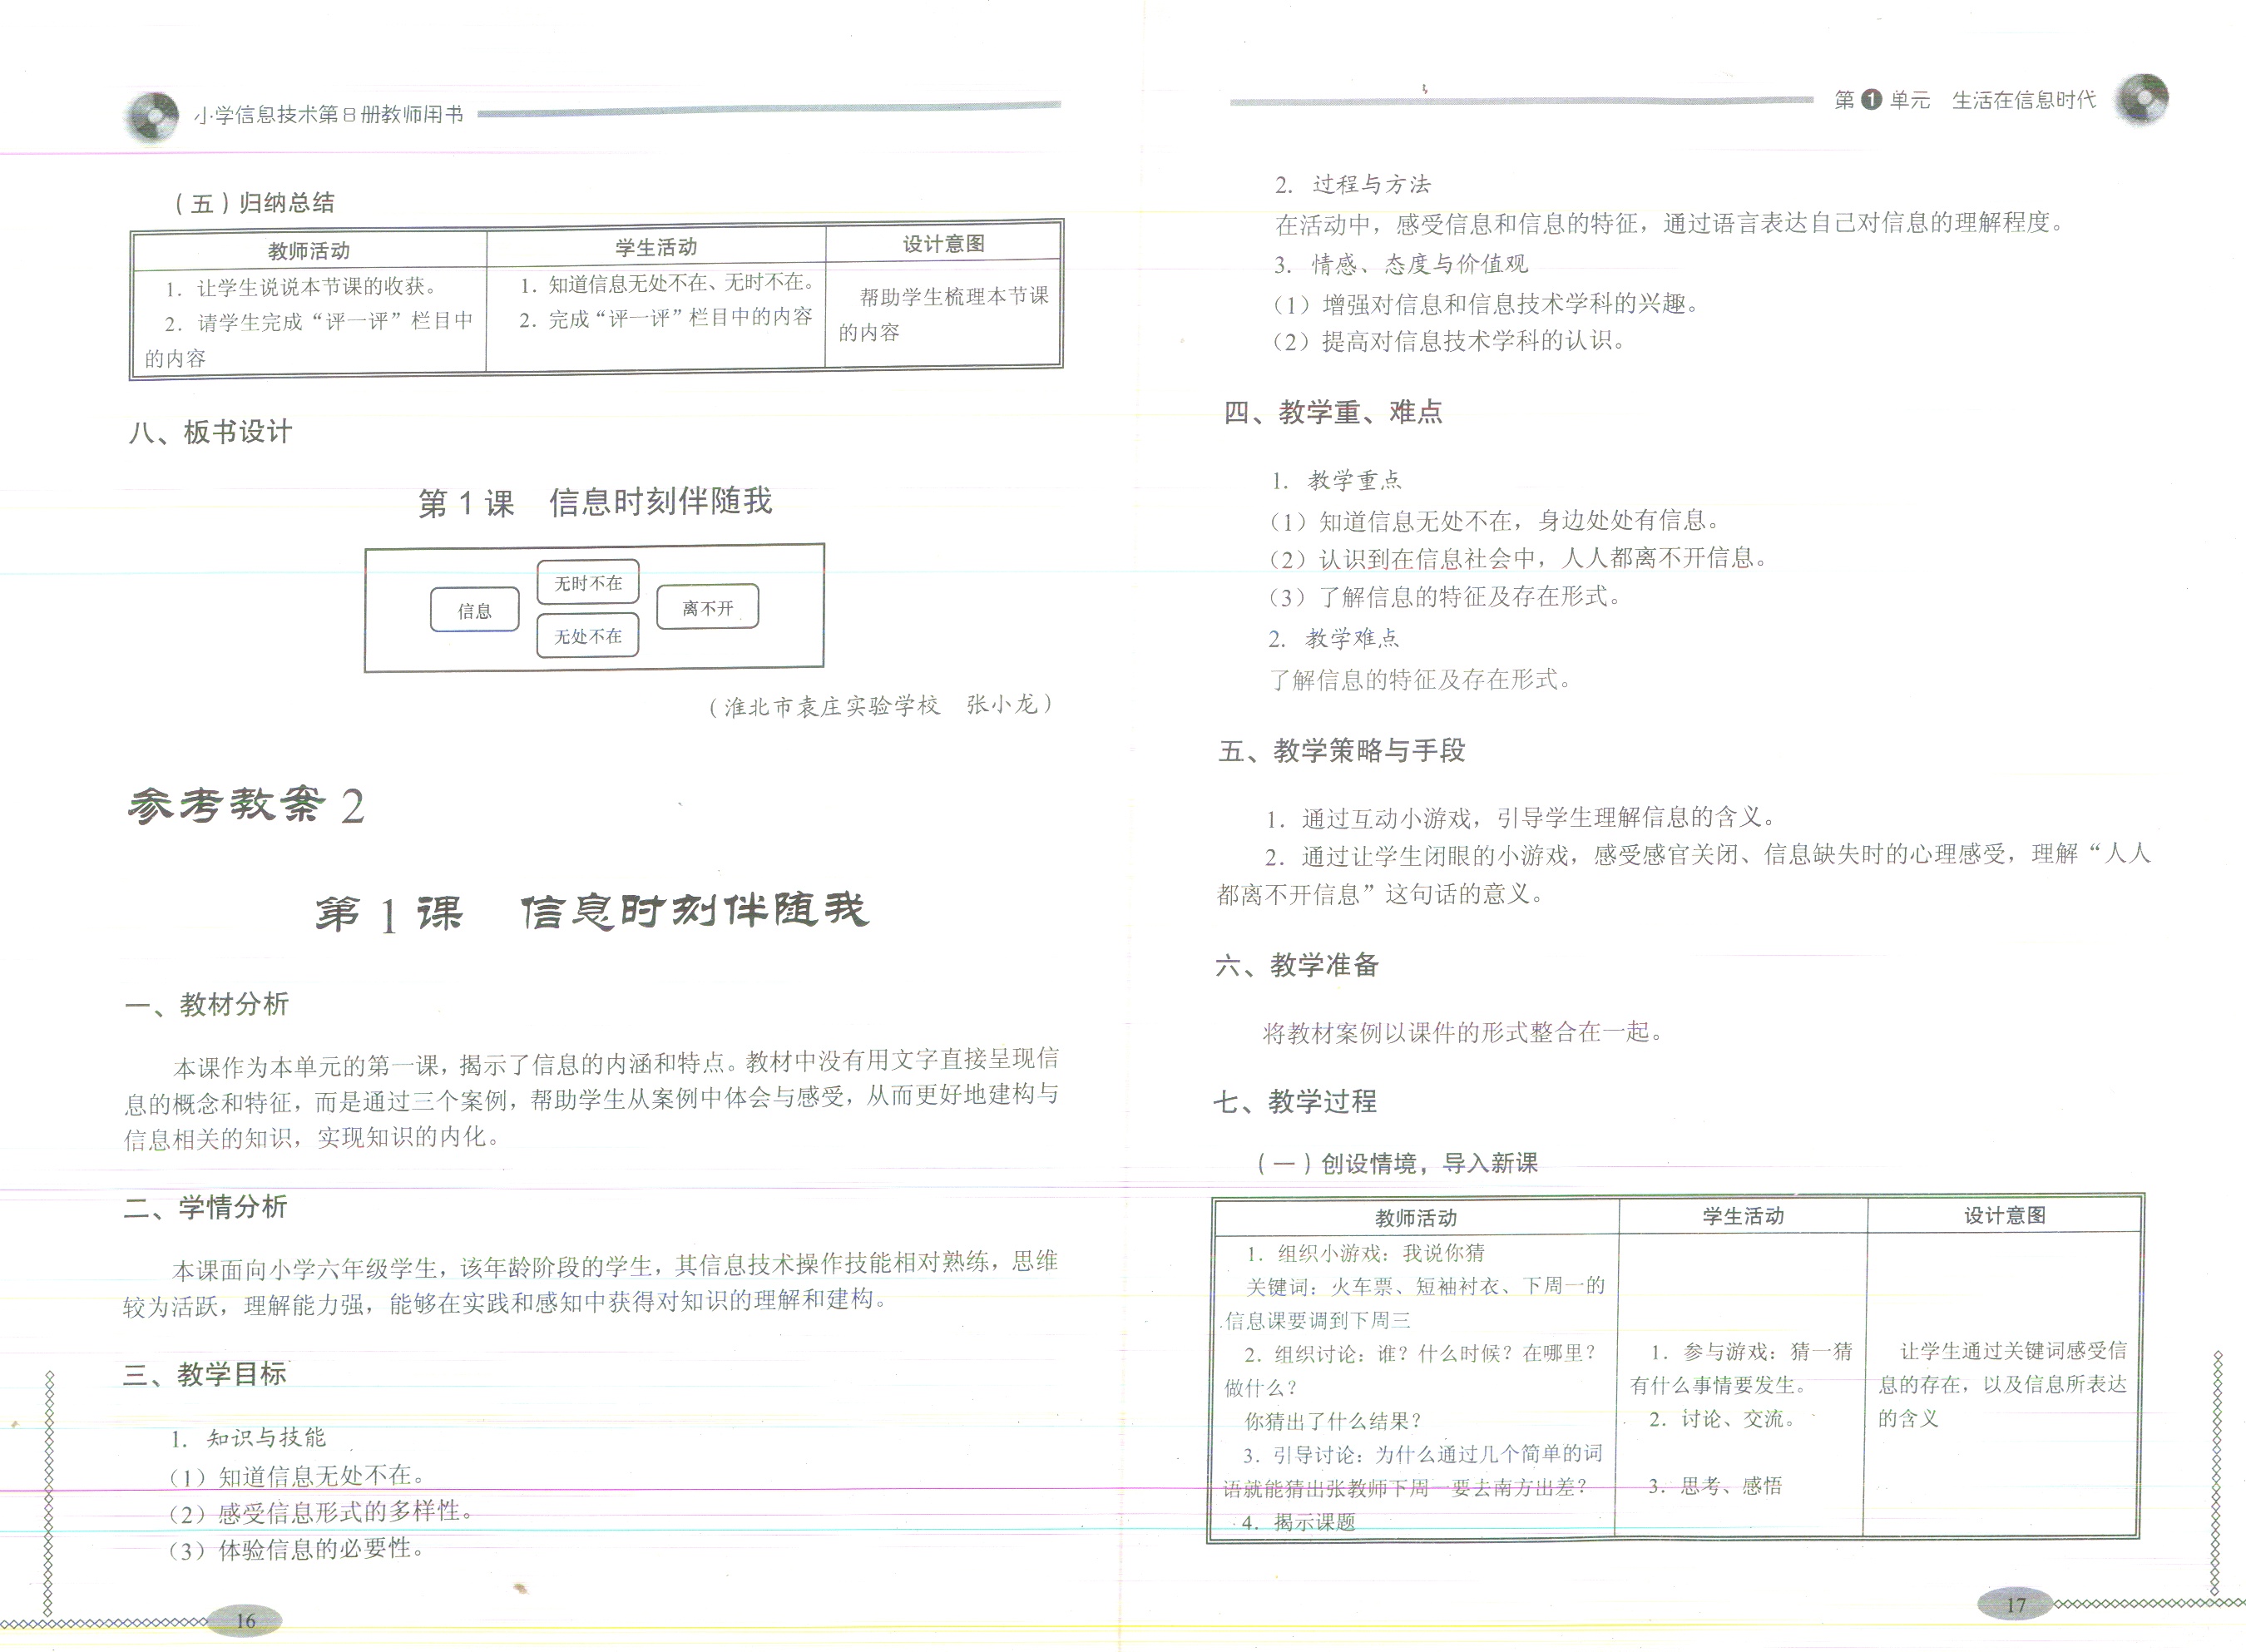 小学信息技术第8册教师用书
（五）归纳总结
教师活动
学生活动
设计意图
1．让学生说说本节课的收获。
2．请学生完成“评一评”栏目中
的内容
1．知道信息无处不在、无时不在。
2．完成“评一评”栏目中的内容
帮助学生梳理本节课
的内容
八、板书设计
第1课　信息时刻伴随我
信息
无时不在
无处不在
离不开
（淮北市袁庄实验学校　张小龙）
参考教案2
第1课　信息时刻伴随我
一、教材分析
本课作为本单元的第一课，揭示了信息的内涵和特点。教材中没有用文字直接呈现信
息的概念和特征，而是通过三个案例，帮助学生从案例中体会与感受，从而更好地建构与
信息相关的知识，实现知识的内化。
二、学情分析
本课面向小学六年级学生，该年龄阶段的学生，其信息技术操作技能相对熟练，思维
较为活跃，理解能力强，能够在实践和感知中获得对知识的理解和建构。
三、教学目标
1．知识与技能
（1）知道信息无处不在。
（2）感受信息形式的多样性。
（3）体验信息的必要性。
16
第1单元　生活在信息时代
2．过程与方法
在活动中，感受信息和信息的特征，通过语言表达自己对信息的理解程度。
3．情感、态度与价值观
（1）增强对信息和信息技术学科的兴趣。
（2）提高对信息技术学科的认识。
四、教学重、难点
1．教学重点
（1）知道信息无处不在，身边处处有信息。
（2）认识到在信息社会中，人人都离不开信息。
（3）了解信息的特征及存在形式。
2．教学难点
了解信息的特征及存在形式。
五、教学策略与手段
1．通过互动小游戏，引导学生理解信息的含义。
2．通过让学生闭眼的小游戏，感受感官关闭、信息缺失时的心理感受，理解“人人
都离不开信息”这句话的意义。
六、教学准备
将教材案例以课件的形式整合在一起。
七、教学过程
（一）创设情境，导入新课
教师活动
学生活动
设计意图
1．组织小游戏：我说你猜
关键词：火车票、短袖衬衣、下周一的
信息课要调到下周三
2．组织讨论：谁？什么时候？在哪里？
做什么？
你猜出了什么结果？
3．引导讨论：为什么通过几个简单的词
语就能猜出张教师下周一要去南方出差？
4．揭示课题
1．参与游戏：猜一猜
有什么事情要发生。
2．讨论、交流。
3．思考、感悟
让学生通过关键词感受信
息的存在，以及信息所表达
的含义
17